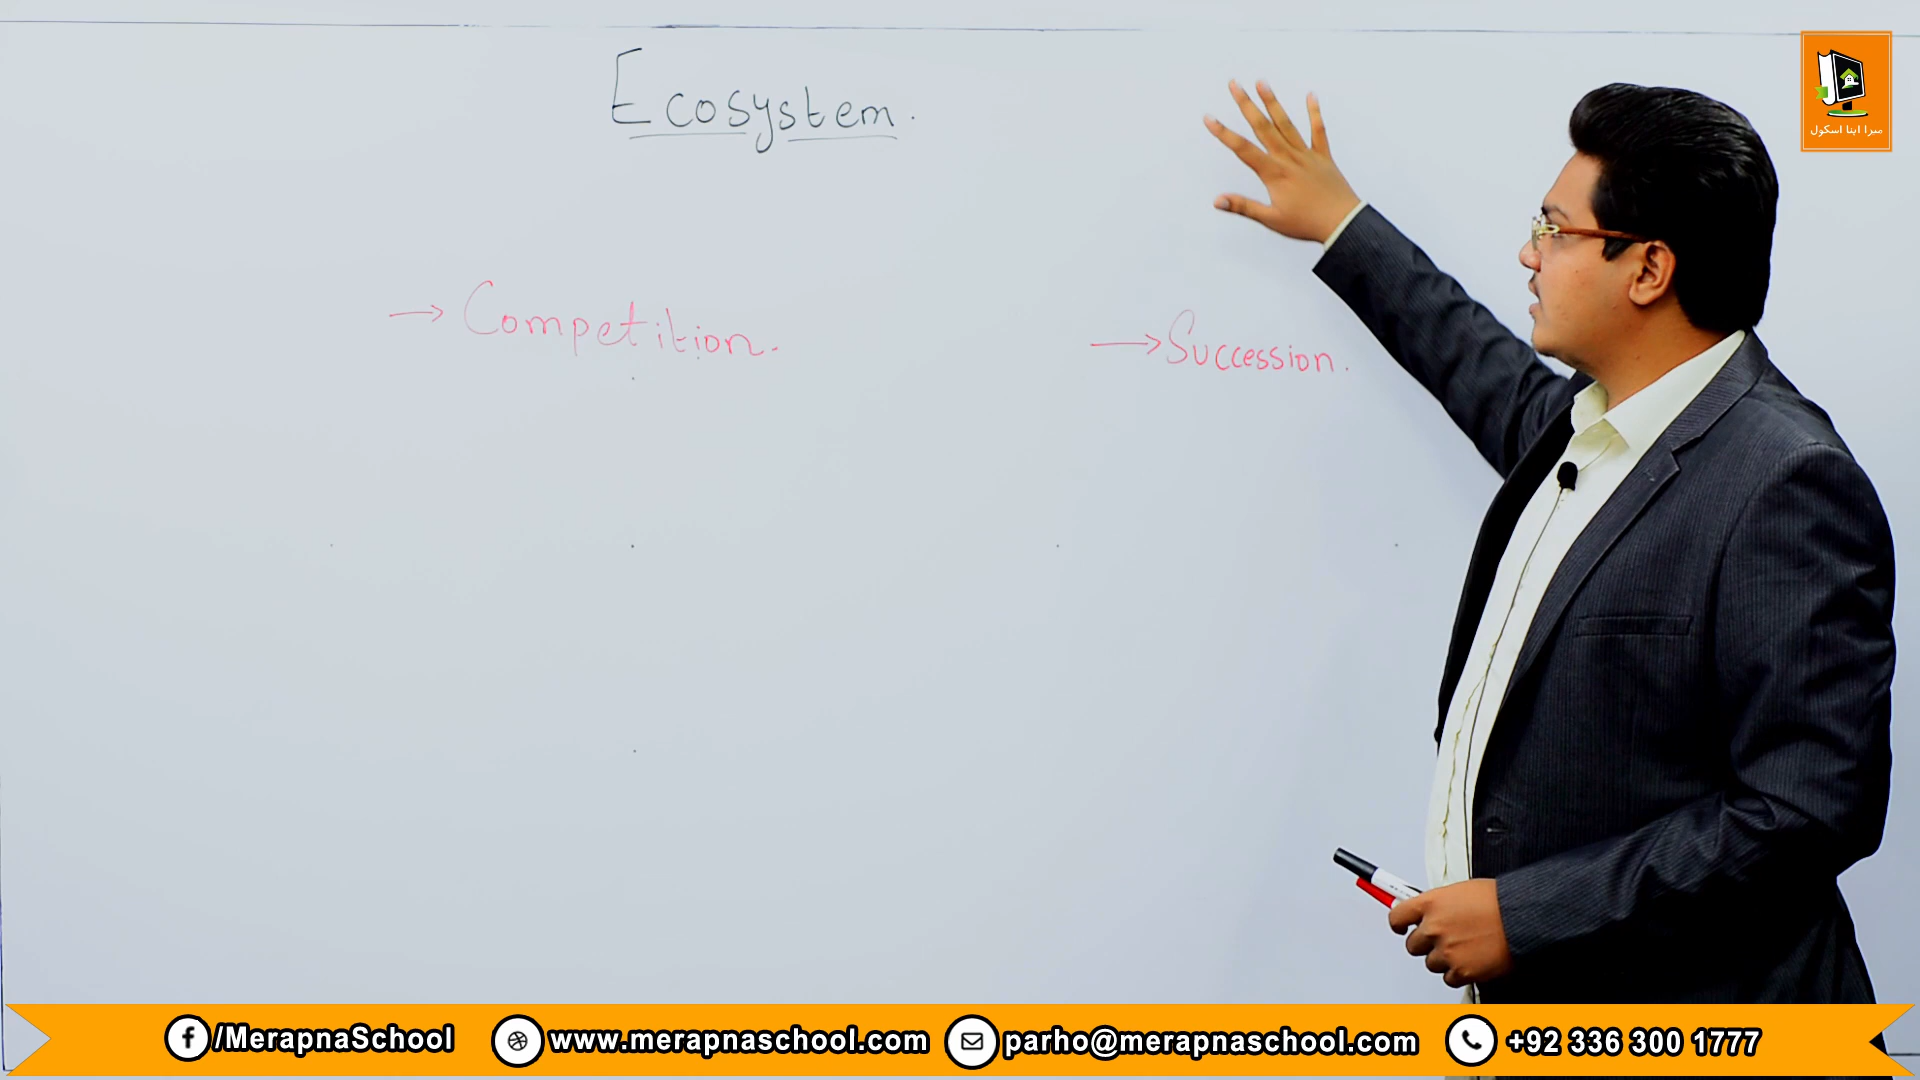 Ecosystem.
→ Competition.
→ Succession.
میرا اپنا اسکول
/MerapnaSchool
www.merapnaschool.com
parho@merapnaschool.com
+92 336 300 1777